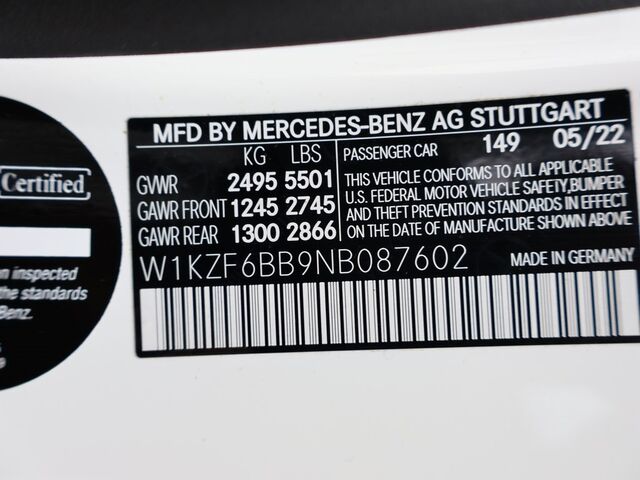 MFD BY MERCEDES-BENZ AG STUTTGART
KG LBS
GVWR 2495 5501
GAWR FRONT 1245 2745
GAWR REAR 1300 2866
PASSENGER CAR 149 05/22
THIS VEHICLE CONFORMS TO ALL APPLICABLE
U.S. FEDERAL MOTOR VEHICLE SAFETY, BUMPER
AND THEFT PREVENTION STANDARDS IN EFFECT
ON THE DATE OF MANUFACTURE SHOWN ABOVE
W1KZF6BB9NB087602
MADE IN GERMANY
Certified
n inspected
the standards
Benz.